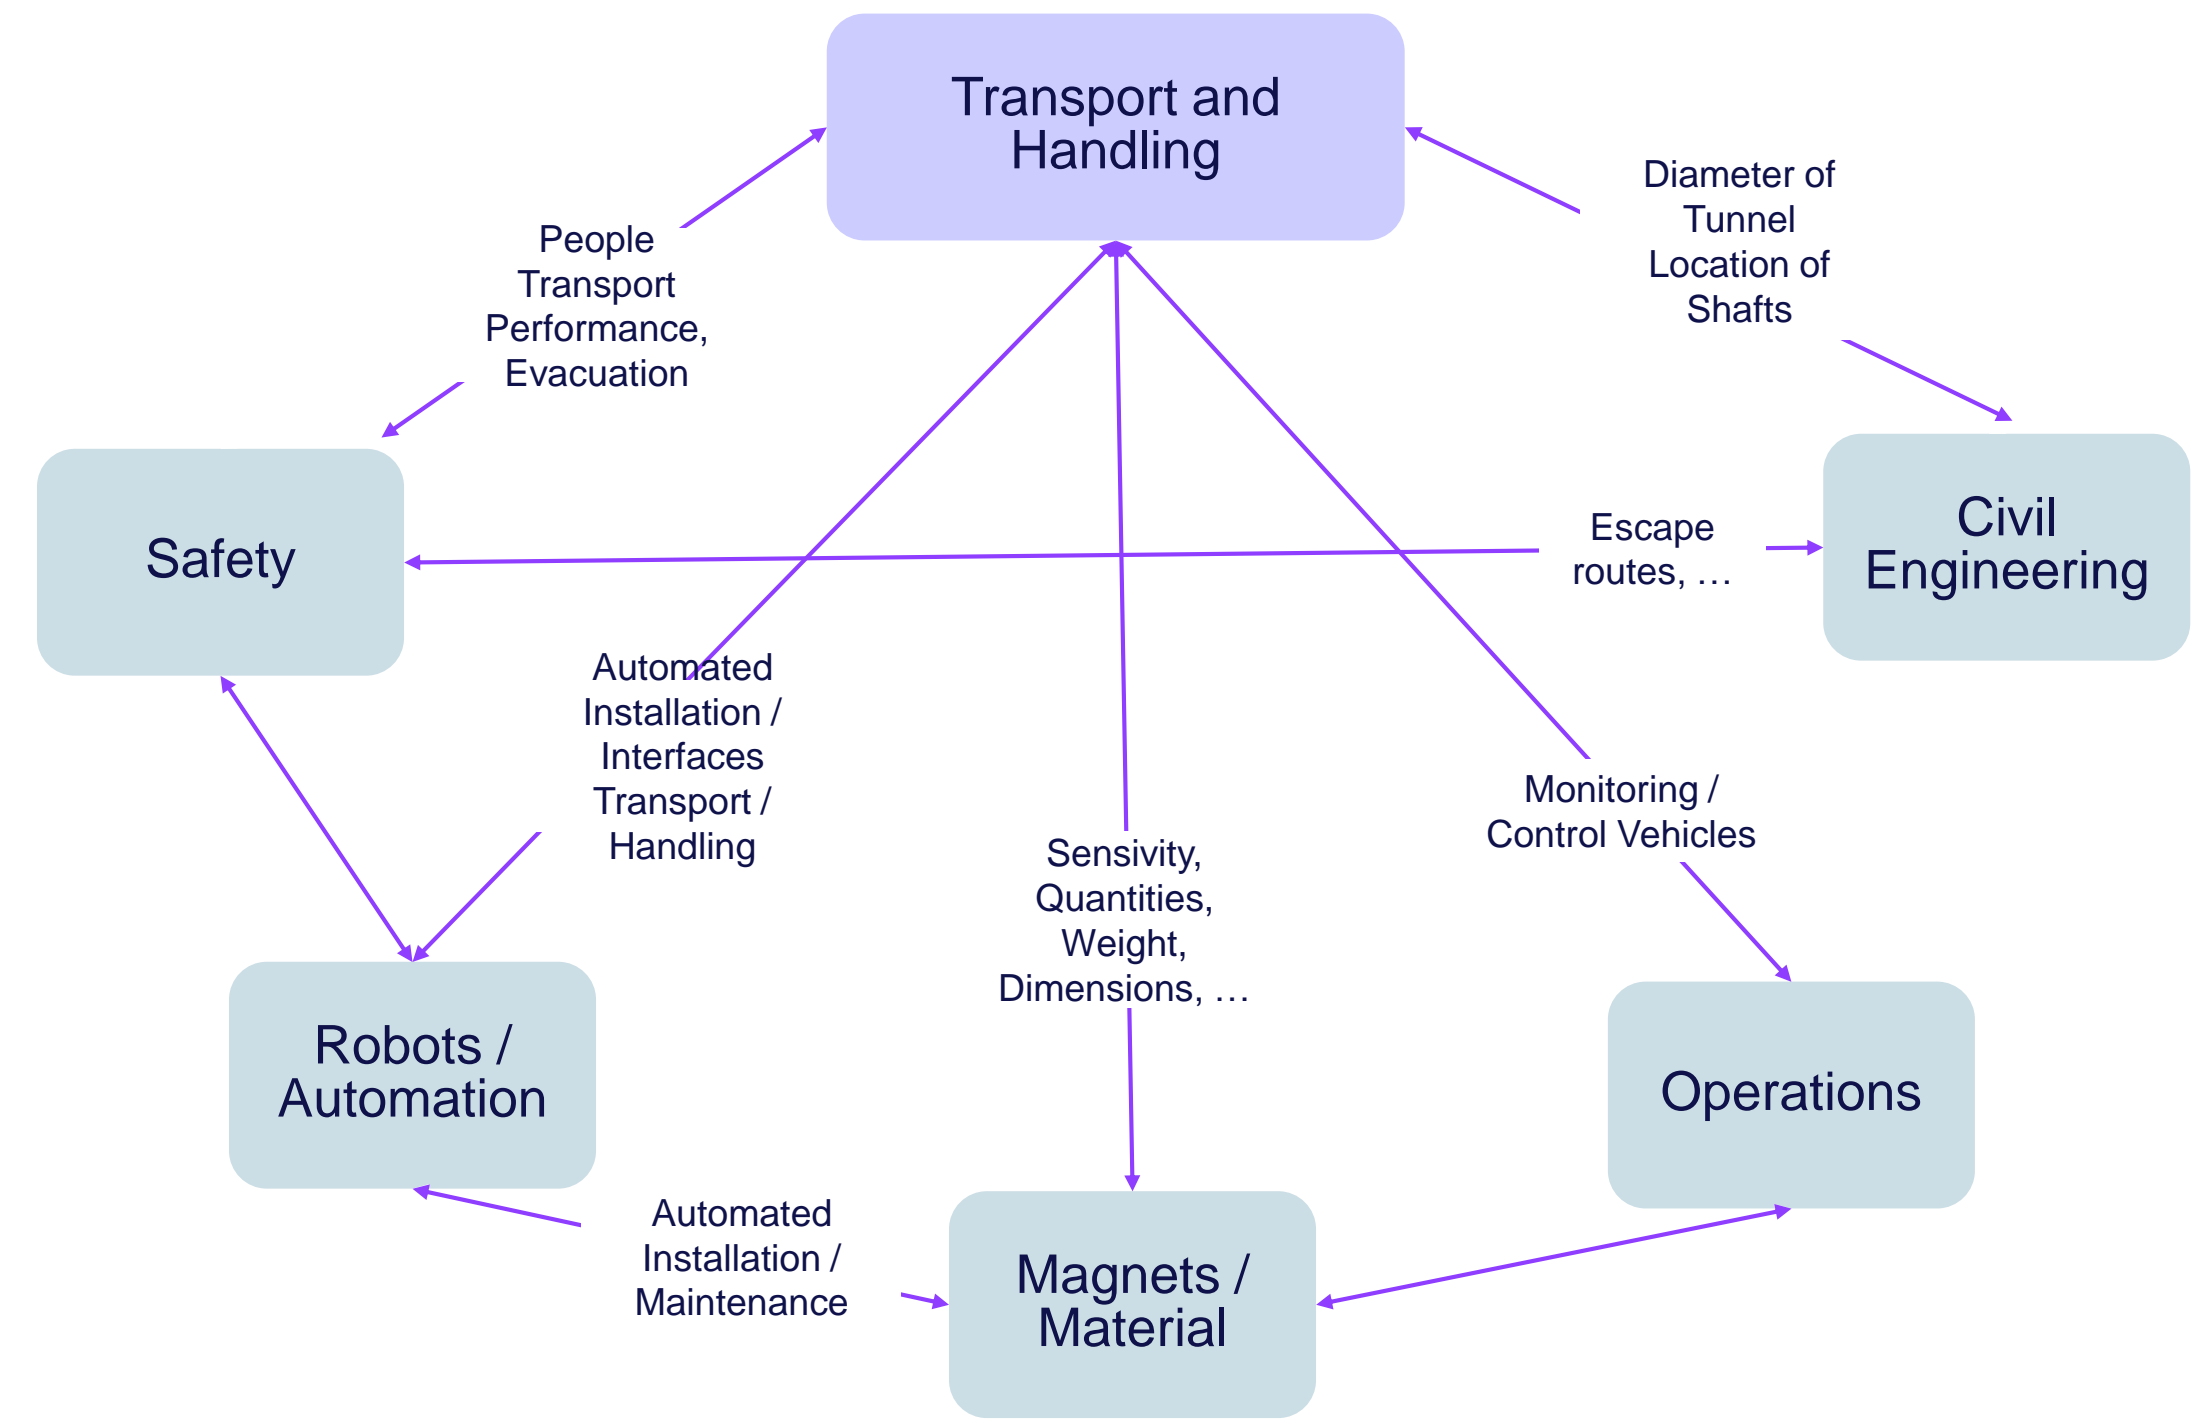 Transport and
Handling
Diameter of
Tunnel
Location of
Shafts
People
Transport
Performance,
Evacuation
Safety
Escape
routes, …
Civil
Engineering
Automated
Installation /
Interfaces
Transport /
Handling
Monitoring /
Control Vehicles
Sensivity,
Quantities,
Weight,
Dimensions, …
Robots /
Automation
Operations
Automated
Installation /
Maintenance
Magnets /
Material